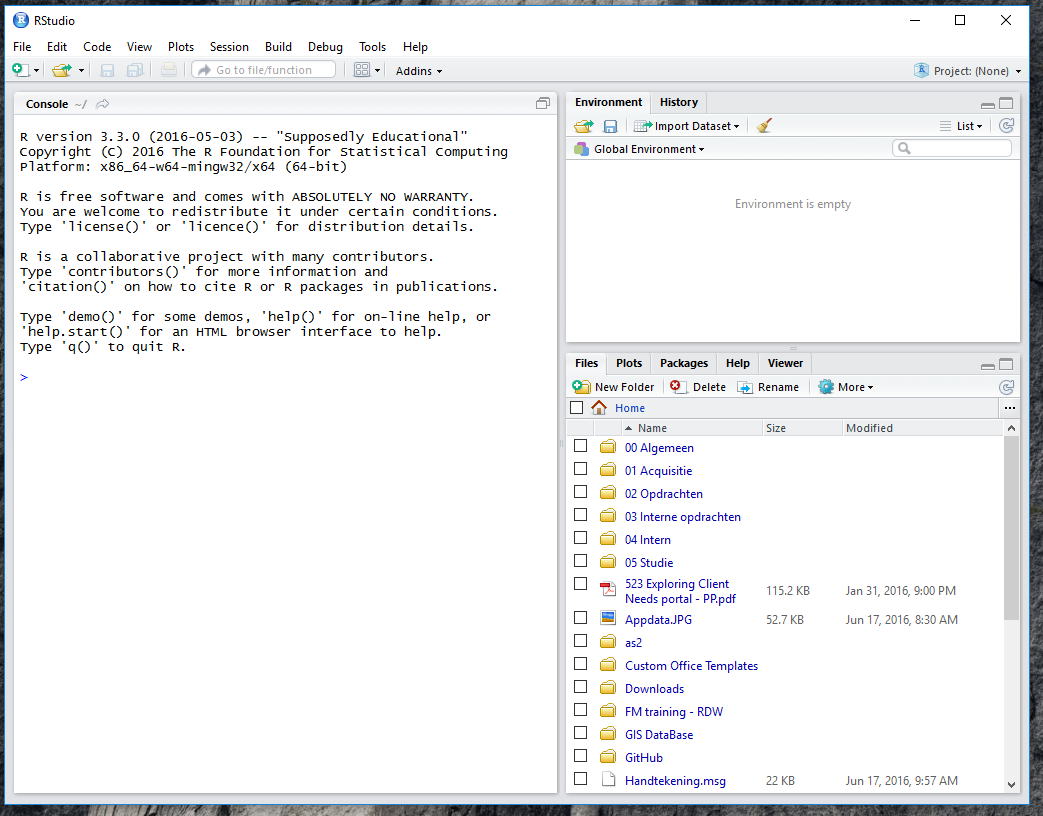 RStudio
File Edit Code View Plots Session Build Debug Tools Help
Go to file/function Addins Project: (None)
Console ~/
R version 3.3.0 (2016-05-03) -- "Supposedly Educational"
Copyright (C) 2016 The R Foundation for Statistical Computing
Platform: x86_64-w64-mingw32/x64 (64-bit)
R is free software and comes with ABSOLUTELY NO WARRANTY.
You are welcome to redistribute it under certain conditions.
Type 'license()' or 'licence()' for distribution details.
R is a collaborative project with many contributors.
Type 'contributors()' for more information and
'citation()' on how to cite R or R packages in publications.
Type 'demo()' for some demos, 'help()' for on-line help, or
'help.start()' for an HTML browser interface to help.
Type 'q()' to quit R.
>
Environment History
Import Dataset List
Global Environment
Environment is empty
Files Plots Packages Help Viewer
New Folder Delete Rename More
Home ...
Name Size Modified
00 Algemeen
01 Acquisitie
02 Opdrachten
03 Interne opdrachten
04 Intern
05 Studie
523 Exploring Client
Needs portal - PP.pdf 115.2 KB Jan 31, 2016, 9:00 PM
Appdata.JPG 52.7 KB Jun 17, 2016, 8:30 AM
as2
Custom Office Templates
Downloads
FM training - RDW
GIS DataBase
GitHub
Handtekening.msg 22 KB Jun 17, 2016, 9:57 AM